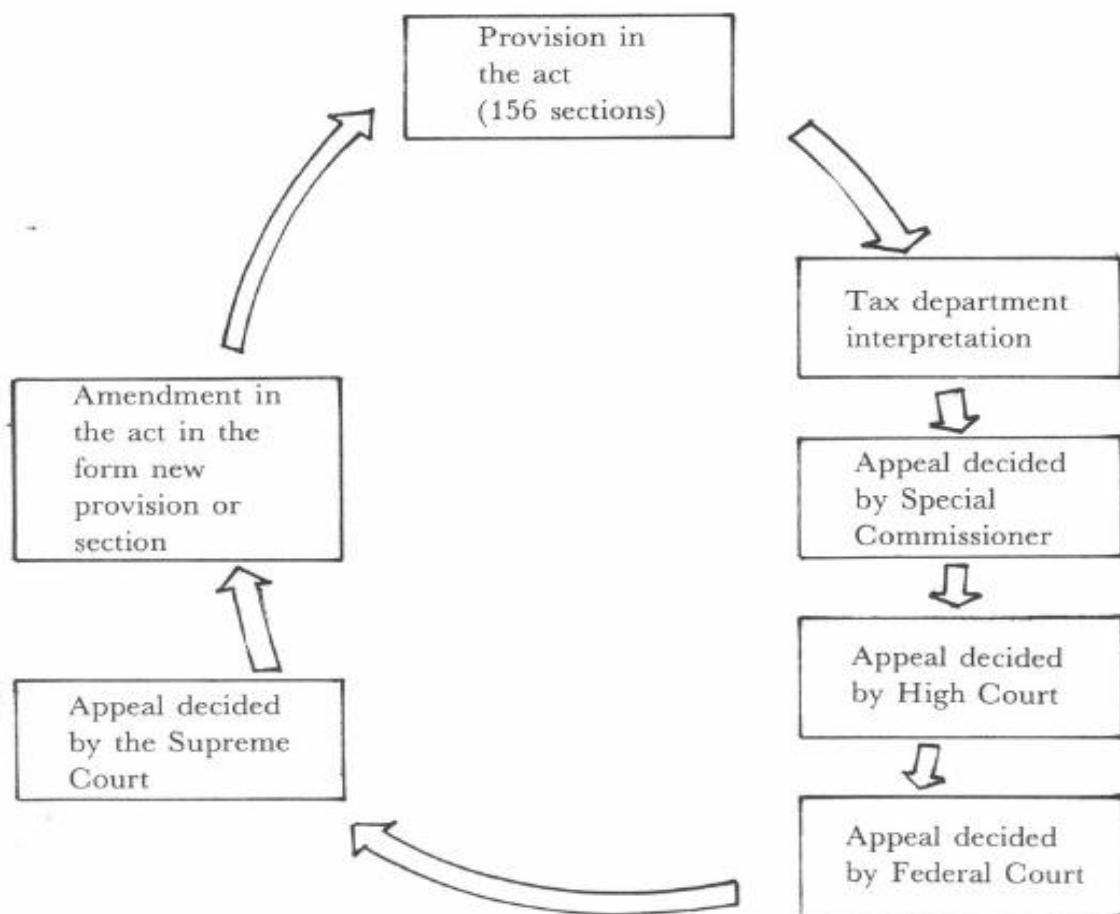 Provision in
the act
(156 sections)
Tax department
interpretation
Appeal decided
by Special
Commissioner
Appeal decided
by High Court
Appeal decided
by Federal Court
Appeal decided
by the Supreme
Court
Amendment in
the act in the
form new
provision or
section